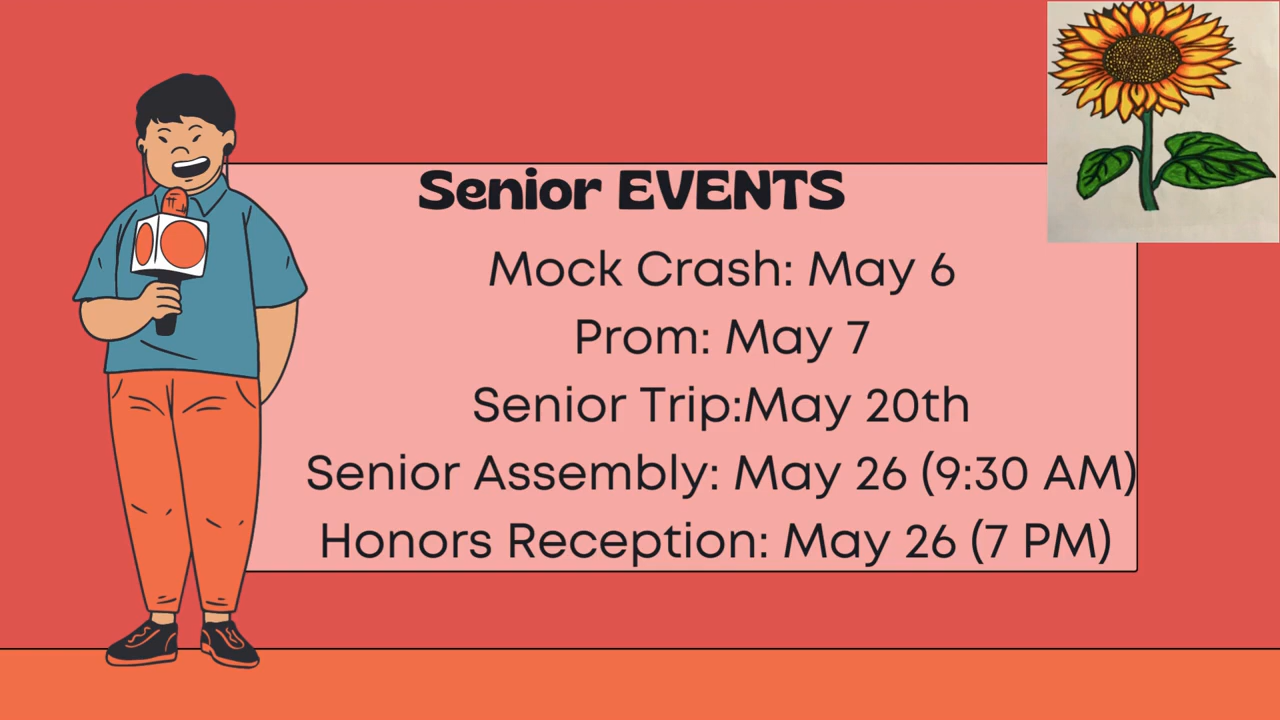 Senior EVENTS
Mock Crash: May 6
Prom: May 7
Senior Trip:May 20th
Senior Assembly: May 26 (9:30 AM)
Honors Reception: May 26 (7 PM)